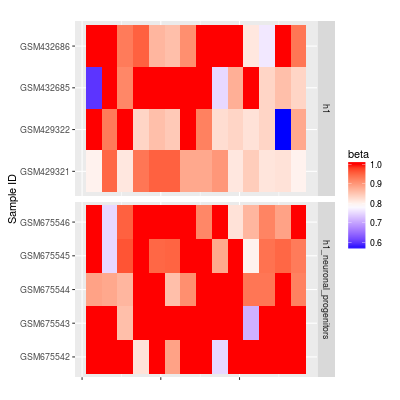 GSM432686
GSM432685
GSM429322
GSM429321
h1
GSM675546
GSM675545
GSM675544
GSM675543
GSM675542
h1_neuronal_progenitors
Sample ID
beta
1.0
0.9
0.8
0.7
0.6